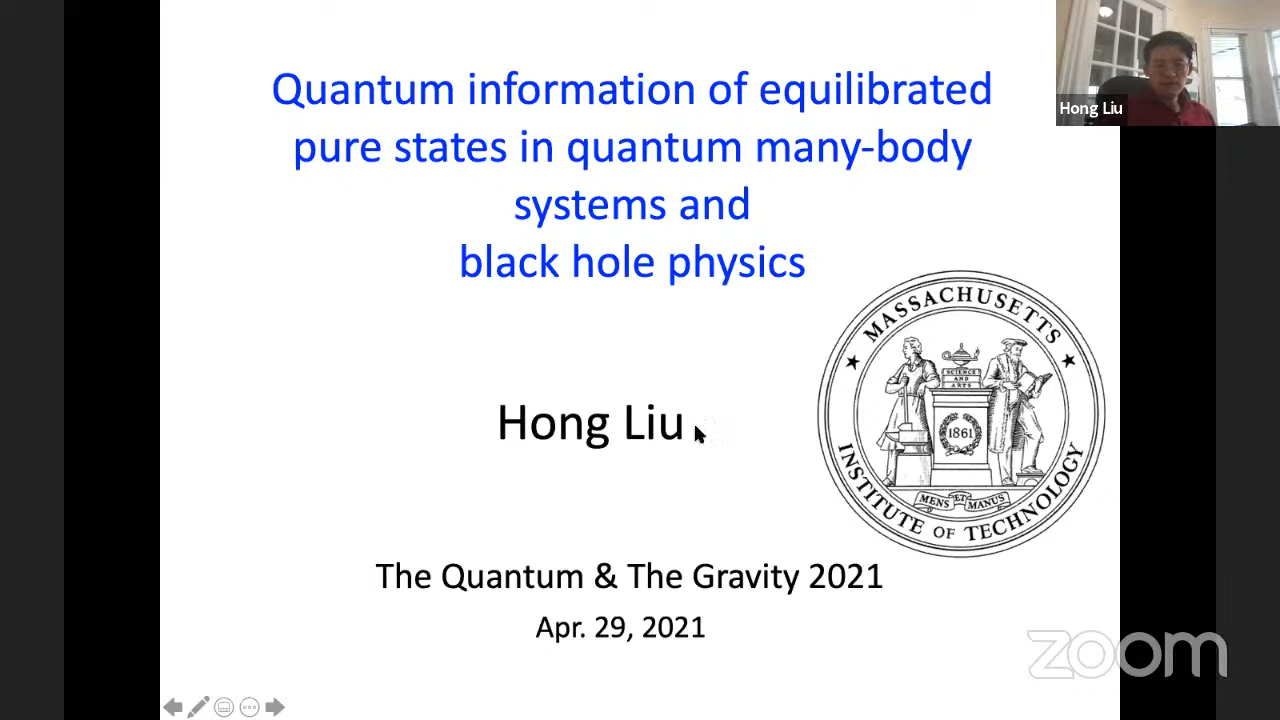 Quantum information of equilibrated
pure states in quantum many-body
systems and
black hole physics
Hong Liu
Hong Liu
MASSACHUSETTS
INSTITUTE OF TECHNOLOGY
SCIENCE
AND
ARTS
1861
MENS ET MANUS
The Quantum & The Gravity 2021
Apr. 29, 2021
zoom